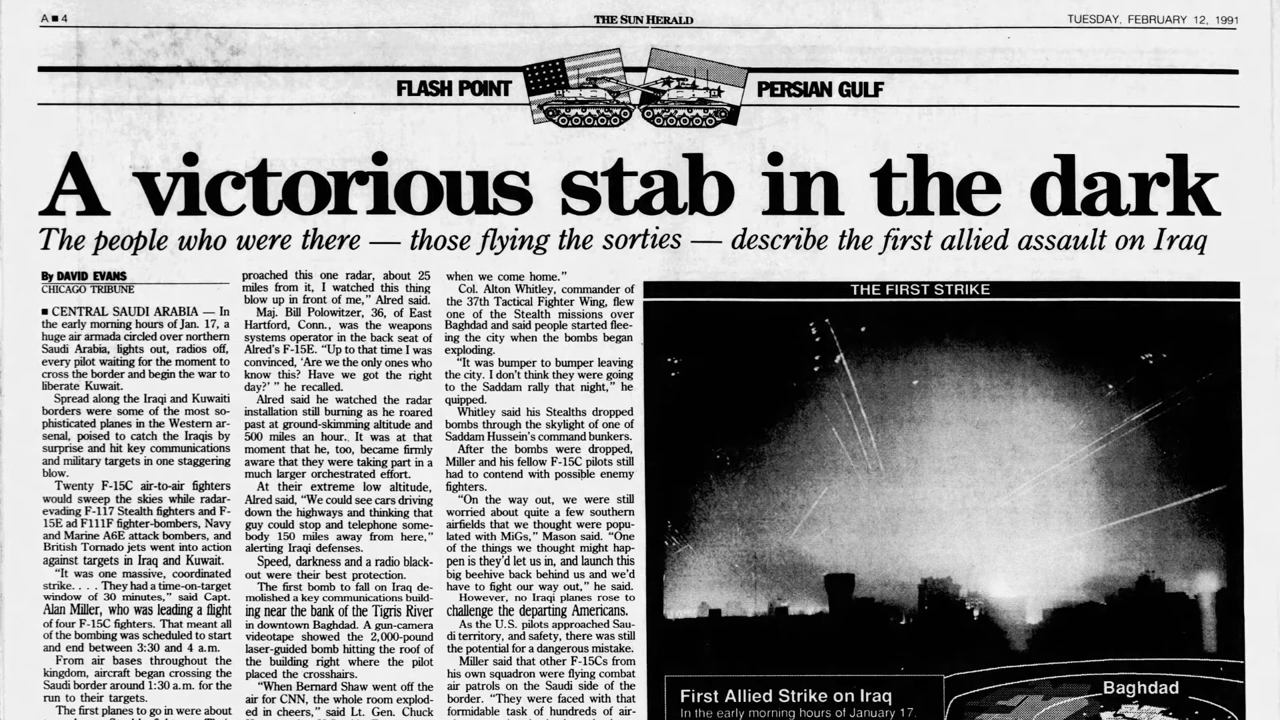 A ■ 4
THE SUN HERALD
TUESDAY, FEBRUARY 12, 1991
FLASH POINT
PERSIAN GULF
A victorious stab in the dark
The people who were there — those flying the sorties — describe the first allied assault on Iraq
By DAVID EVANS
CHICAGO TRIBUNE
■ CENTRAL SAUDI ARABIA — In
the early morning hours of Jan. 17, a
huge air armada circled over northern
Saudi Arabia, lights out, radios off,
every pilot waiting for the moment to
cross the border and begin the war to
liberate Kuwait.
Spread along the Iraqi and Kuwaiti
borders were some of the most so-
phisticated planes in the Western ar-
senal, poised to catch the Iraqis by
surprise and hit key communications
and military targets in one staggering
blow.
Twenty F-15C air-to-air fighters
would sweep the skies while radar-
evading F-117 Stealth fighters and F-
15E ad F111F fighter-bombers, Navy
and Marine A6E attack bombers, and
British Tornado jets went into action
against targets in Iraq and Kuwait.
"It was one massive, coordinated
strike. . . . They had a time-on-target
window of 30 minutes," said Capt.
Alan Miller, who was leading a flight
of four F-15C fighters. That meant all
of the bombing was scheduled to start
and end between 3:30 and 4 a.m.
From air bases throughout the
kingdom, aircraft began crossing the
Saudi border around 1:30 a.m. for the
run to their targets.
The first planes to go in were about
proached this one radar, about 25
miles from it, I watched this thing
blow up in front of me," Alred said.
Maj. Bill Polowitzer, 36, of East
Hartford, Conn., was the weapons
systems operator in the back seat of
Alred's F-15E. "Up to that time I was
convinced, 'Are we the only ones who
know this? Have we got the right
day?' " he recalled.
Alred said he watched the radar
installation still burning as he roared
past at ground-skimming altitude and
500 miles an hour. It was at that
moment that he, too, became firmly
aware that they were taking part in a
much larger orchestrated effort.
At their extreme low altitude,
Alred said, "We could see cars driving
down the highways and thinking that
guy could stop and telephone some-
body 150 miles away from here,"
alerting Iraqi defenses.
Speed, darkness and a radio black-
out were their best protection.
The first bomb to fall on Iraq de-
molished a key communications build-
ing near the bank of the Tigris River
in downtown Baghdad. A gun-camera
videotape showed the 2,000-pound
laser-guided bomb hitting the roof of
the building right where the pilot
placed the crosshairs.
"When Bernard Shaw went off the
air for CNN, the whole room explod-
ed in cheers," said Lt. Gen. Chuck
when we come home."
Col. Alton Whitley, commander of
the 37th Tactical Fighter Wing, flew
one of the Stealth missions over
Baghdad and said people started flee-
ing the city when the bombs began
exploding.
"It was bumper to bumper leaving
the city. I don't think they were going
to the Saddam rally that night," he
quipped.
Whitley said his Stealths dropped
bombs through the skylight of one of
Saddam Hussein's command bunkers.
After the bombs were dropped,
Miller and his fellow F-15C pilots still
had to contend with possible enemy
fighters.
"On the way out, we were still
worried about quite a few southern
airfields that we thought were popu-
lated with MiGs," Mason said. "One
of the things we thought might hap-
pen is they'd let us in, and launch this
big beehive back behind us and we'd
have to fight our way out," he said.
However, no Iraqi planes rose to
challenge the departing Americans.
As the U.S. pilots approached Sau-
di territory, and safety, there was still
the potential for a dangerous mistake.
Miller said that other F-15Cs from
his own squadron were flying combat
air patrols on the Saudi side of the
border. "They were faced with that
formidable task of hundreds of air-
THE FIRST STRIKE
First Allied Strike on Iraq
In the early morning hours of January 17,
Baghdad